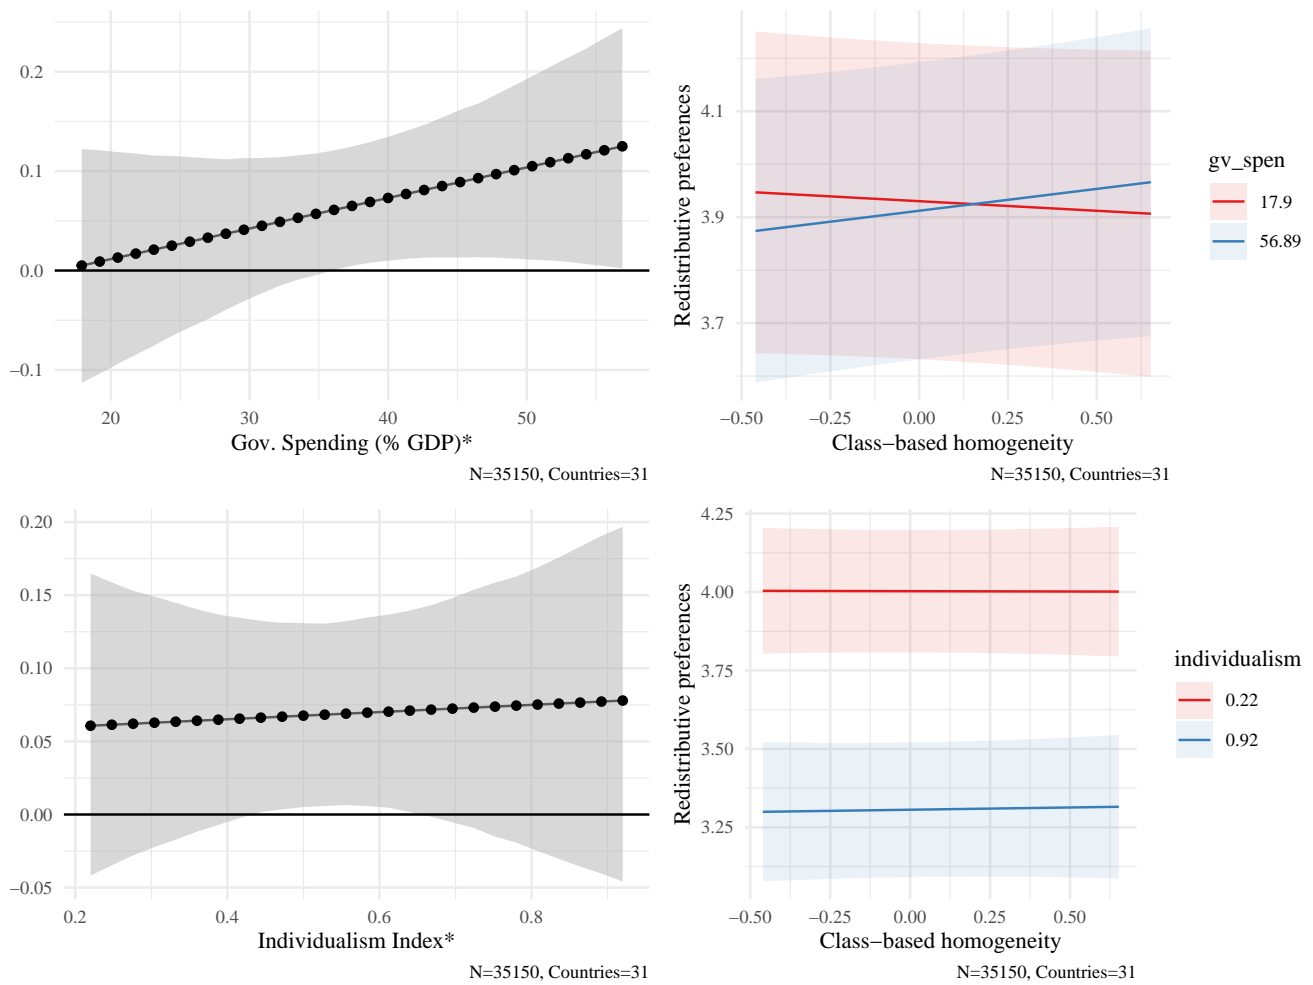 0.2
0.1
0.0
−0.1
20 30 40 50
Gov. Spending (% GDP)*
N=35150, Countries=31
Redistributive preferences
4.1
3.9
3.7
−0.50 −0.25 0.00 0.25 0.50
Class−based homogeneity
N=35150, Countries=31
gv_spen
17.9
56.89
0.20
0.15
0.10
0.05
0.00
−0.05
0.2 0.4 0.6 0.8
Individualism Index*
N=35150, Countries=31
Redistributive preferences
4.25
4.00
3.75
3.50
3.25
−0.50 −0.25 0.00 0.25 0.50
Class−based homogeneity
N=35150, Countries=31
individualism
0.22
0.92